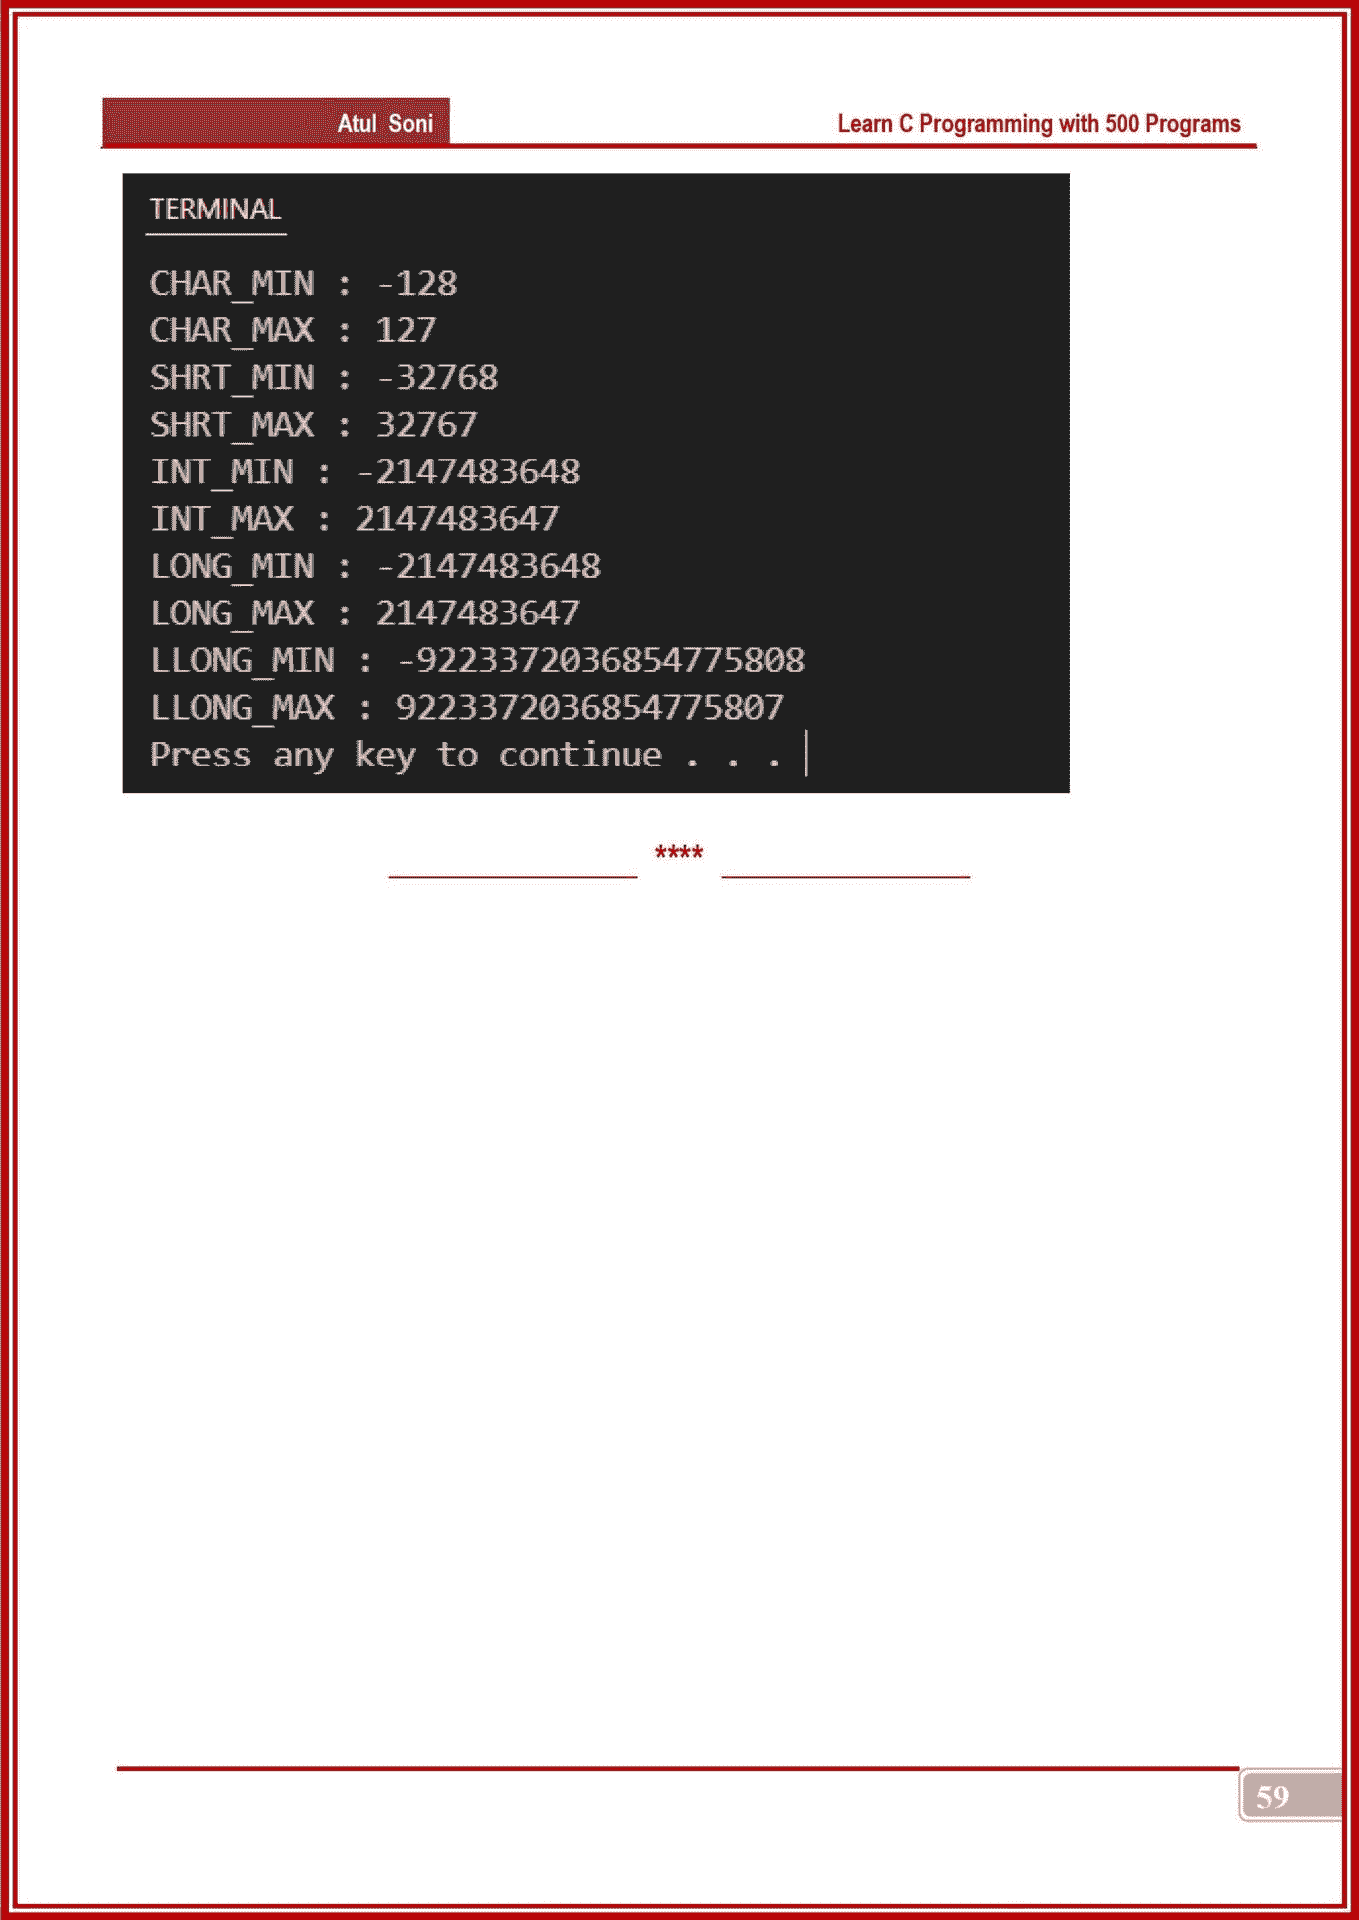 Atul Soni
Learn C Programming with 500 Programs
TERMINAL
CHAR_MIN : -128
CHAR_MAX : 127
SHRT_MIN : -32768
SHRT_MAX : 32767
INT_MIN : -2147483648
INT_MAX : 2147483647
LONG_MIN : -2147483648
LONG_MAX : 2147483647
LLONG_MIN : -9223372036854775808
LLONG_MAX : 9223372036854775807
Press any key to continue . . .
****
59